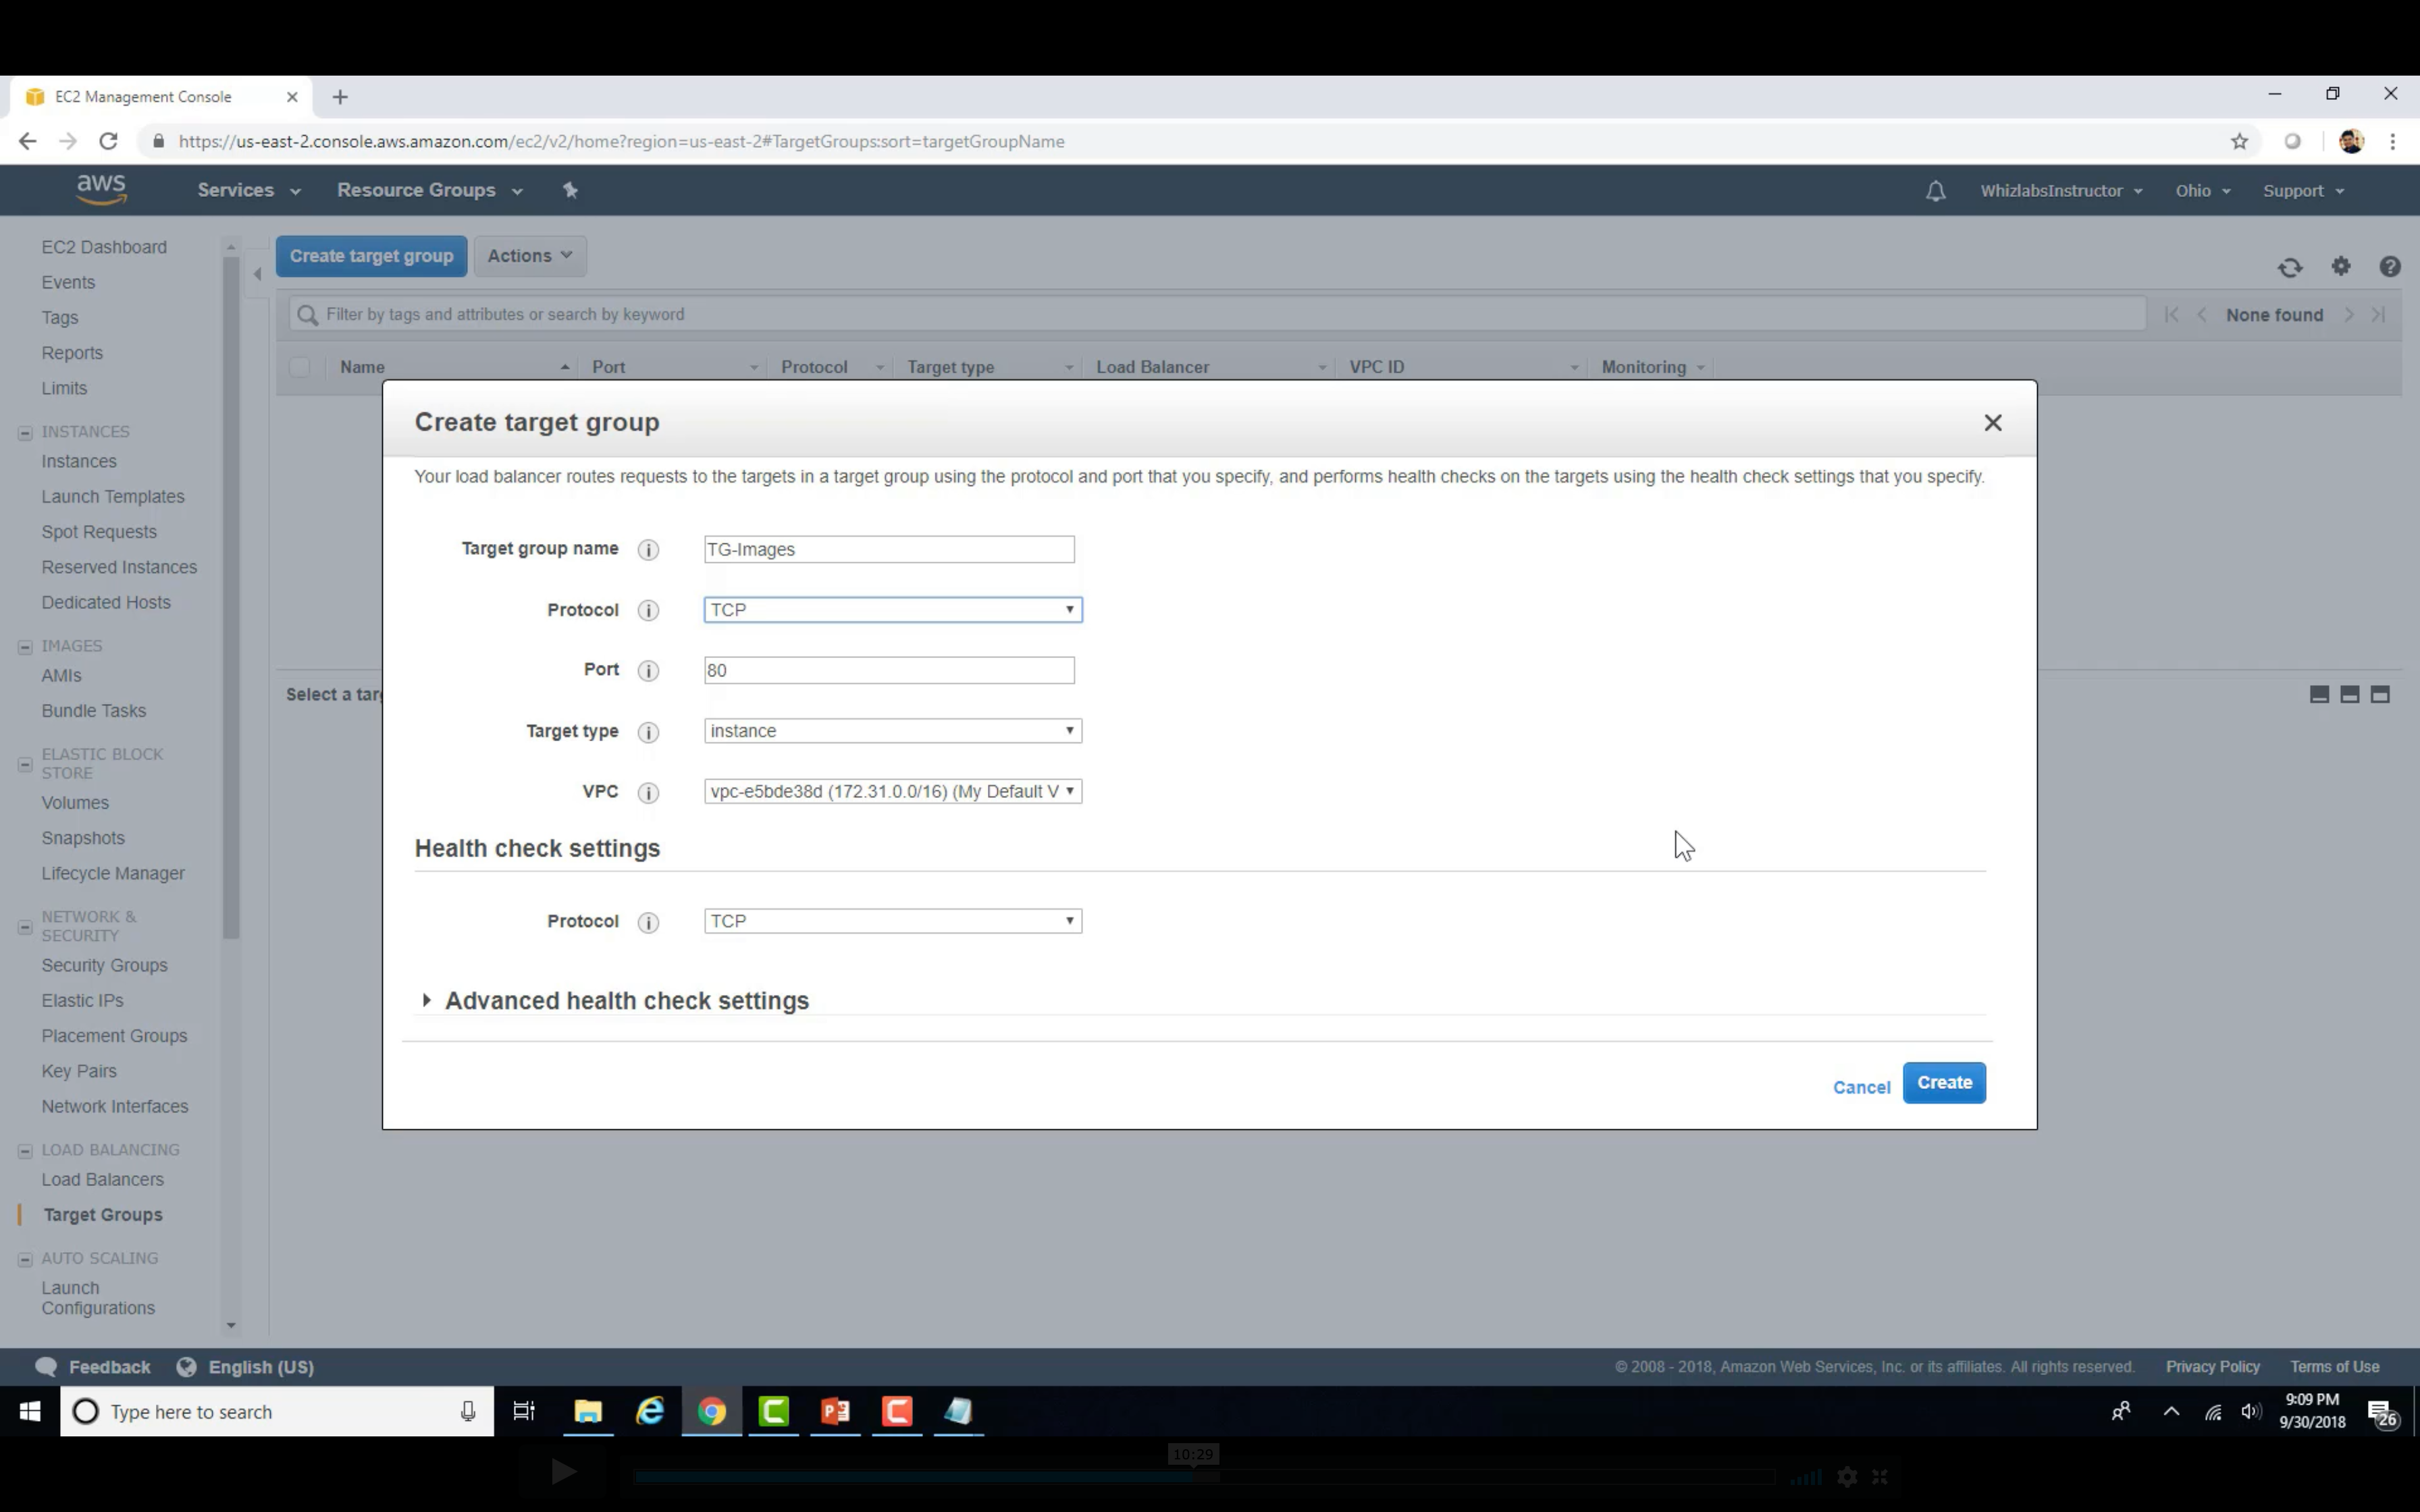 EC2 Management Console
https://us-east-2.console.aws.amazon.com/ec2/v2/home?region=us-east-2#TargetGroups:sort=targetGroupName
aws Services Resource Groups WhizlabsInstructor Ohio Support
EC2 Dashboard
Events
Tags
Reports
Limits
INSTANCES
Instances
Launch Templates
Spot Requests
Reserved Instances
Dedicated Hosts
IMAGES
AMIs
Bundle Tasks
ELASTIC BLOCK
STORE
Volumes
Snapshots
Lifecycle Manager
NETWORK &
SECURITY
Security Groups
Elastic IPs
Placement Groups
Key Pairs
Network Interfaces
LOAD BALANCING
Load Balancers
Target Groups
AUTO SCALING
Launch
Configurations
Create target group Actions
Filter by tags and attributes or search by keyword None found
Name Port Protocol Target type Load Balancer VPC ID Monitoring
Select a tar
Create target group
Your load balancer routes requests to the targets in a target group using the protocol and port that you specify, and performs health checks on the targets using the health check settings that you specify.
Target group name i TG-Images
Protocol i TCP
Port i 80
Target type i instance
VPC i vpc-e5bde38d (172.31.0.0/16) (My Default V
Health check settings
Protocol i TCP
Advanced health check settings
Cancel Create
Feedback English (US) © 2008 - 2018, Amazon Web Services, Inc. or its affiliates. All rights reserved. Privacy Policy Terms of Use
Type here to search
9:09 PM
9/30/2018
26
10:29